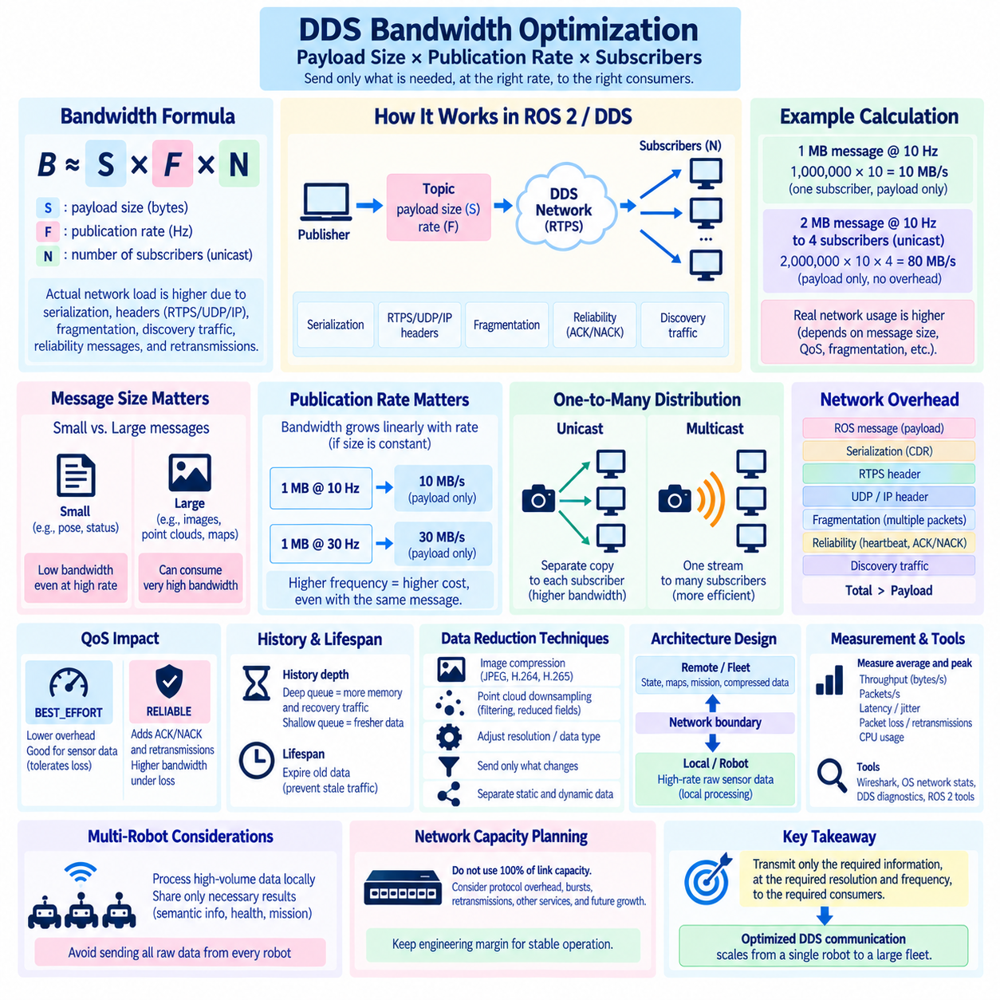 DDS Bandwidth Optimization
Payload Size × Publication Rate × Subscribers
Send only what is needed, at the right rate, to the right consumers.
Bandwidth Formula
B ≈ S × F × N
S : payload size (bytes)
F : publication rate (Hz)
N : number of subscribers (unicast)
Actual network load is higher due to
serialization, headers (RTPS/UDP/IP),
fragmentation, discovery traffic,
reliability messages, and retransmissions.
How It Works in ROS 2 / DDS
Publisher
Topic
payload size (S)
rate (F)
DDS
Network
(RTPS)
Subscribers (N)
...
Serialization
RTPS/UDP/IP
headers
Fragmentation
Reliability
(ACK/NACK)
Discovery
traffic
Example Calculation
1 MB message @ 10 Hz
1,000,000 × 10 = 10 MB/s
(one subscriber, payload only)
2 MB message @ 10 Hz
to 4 subscribers (unicast)
2,000,000 × 10 × 4 = 80 MB/s
(payload only, no overhead)
Real network usage is higher
(depends on message size,
QoS, fragmentation, etc.).
Message Size Matters
Small vs. Large messages
Small
(e.g., pose, status)
Low bandwidth
even at high rate
Large
(e.g., images,
point clouds, maps)
Can consume
very high bandwidth
Publication Rate Matters
Bandwidth grows linearly with rate
(if size is constant)
1 MB @ 10 Hz
10 MB/s
(payload only)
1 MB @ 30 Hz
30 MB/s
(payload only)
Higher frequency = higher cost,
even with the same message.
One-to-Many Distribution
Unicast
Separate copy
to each subscriber
(higher bandwidth)
Multicast
One stream
to many subscribers
(more efficient)
Network Overhead
ROS message (payload)
Serialization (CDR)
RTPS header
UDP / IP header
Fragmentation (multiple packets)
Reliability (heartbeat, ACK/NACK)
Discovery traffic
Total > Payload
QoS Impact
BEST_EFFORT
Lower overhead
Good for sensor data
(tolerates loss)
RELIABLE
Adds ACK/NACK
and retransmissions
Higher bandwidth
under loss
History & Lifespan
History depth
Deep queue = more memory
and recovery traffic
Shallow queue = fresher data
Lifespan
Expire old data
(prevent stale traffic)
Data Reduction Techniques
Image compression
(JPEG, H.264, H.265)
Point cloud downsampling
(filtering, reduced fields)
Adjust resolution / data type
Send only what changes
Separate static and dynamic data
Architecture Design
Remote / Fleet
State, maps, mission, compressed data
Network boundary
Local / Robot
High-rate raw sensor data
(local processing)
Measurement & Tools
Measure average and peak
Throughput (bytes/s)
Packets/s
Latency / jitter
Packet loss / retransmissions
CPU usage
Tools
Wireshark, OS network stats,
DDS diagnostics, ROS 2 tools
Multi-Robot Considerations
Process high-volume data locally
Share only necessary results
(semantic info, health, mission)
Avoid sending all raw data from every robot
Network Capacity Planning
Do not use 100% of link capacity.
Consider protocol overhead, bursts,
retransmissions, other services, and future growth.
Keep engineering margin for stable operation.
Key Takeaway
Transmit only the required information,
at the required resolution and frequency,
to the required consumers.
Optimized DDS communication
scales from a single robot to a large fleet.